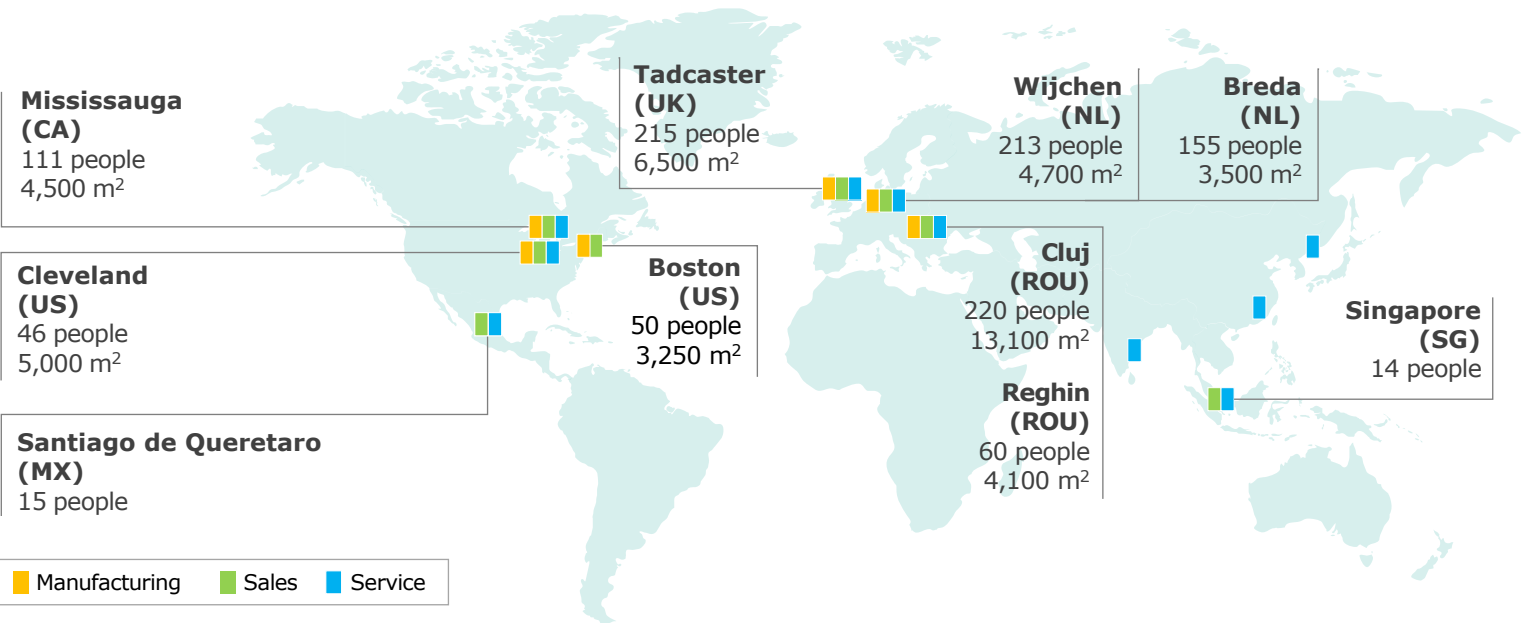 Mississauga
(CA)
111 people
4,500 m²
Tadcaster
(UK)
215 people
6,500 m²
Wijchen
(NL)
213 people
4,700 m²
Breda
(NL)
155 people
3,500 m²
Cleveland
(US)
46 people
5,000 m²
Boston
(US)
50 people
3,250 m²
Cluj
(ROU)
220 people
13,100 m²
Reghin
(ROU)
60 people
4,100 m²
Singapore
(SG)
14 people
Santiago de Queretaro
(MX)
15 people
Manufacturing Sales Service